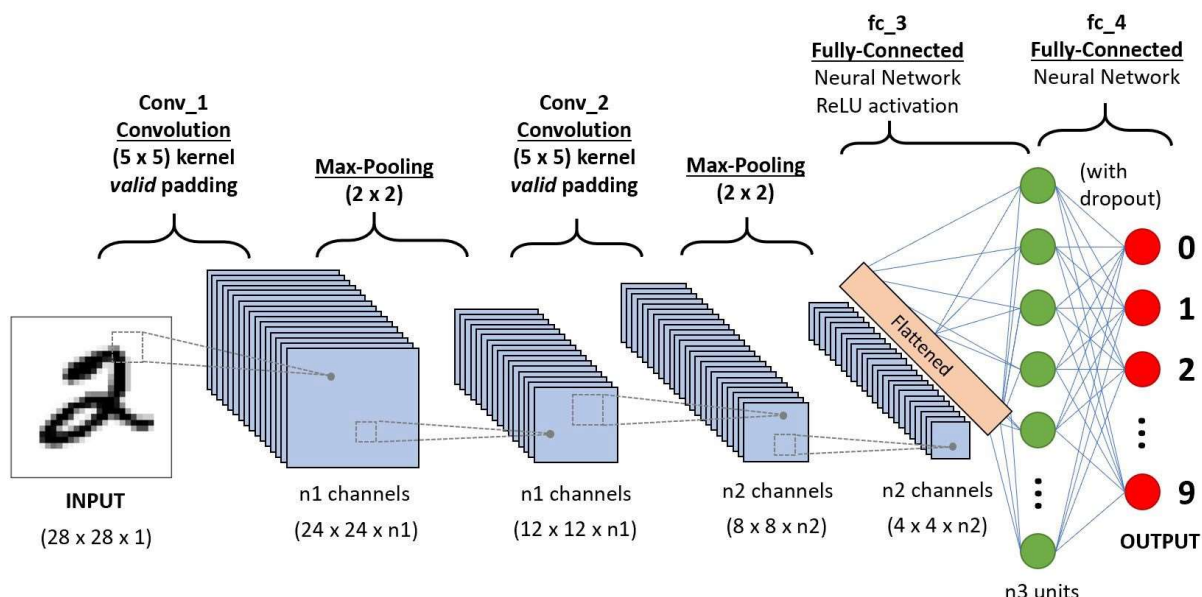 Conv_1
Convolution
(5 x 5) kernel
valid padding
Max-Pooling
(2 x 2)
Conv_2
Convolution
(5 x 5) kernel
valid padding
Max-Pooling
(2 x 2)
fc_3
Fully-Connected
Neural Network
ReLU activation
fc_4
Fully-Connected
Neural Network
(with
dropout)
Flattened
0
1
2
9
OUTPUT
2
INPUT
(28 x 28 x 1)
n1 channels
(24 x 24 x n1)
n1 channels
(12 x 12 x n1)
n2 channels
(8 x 8 x n2)
n2 channels
(4 x 4 x n2)
n3 units